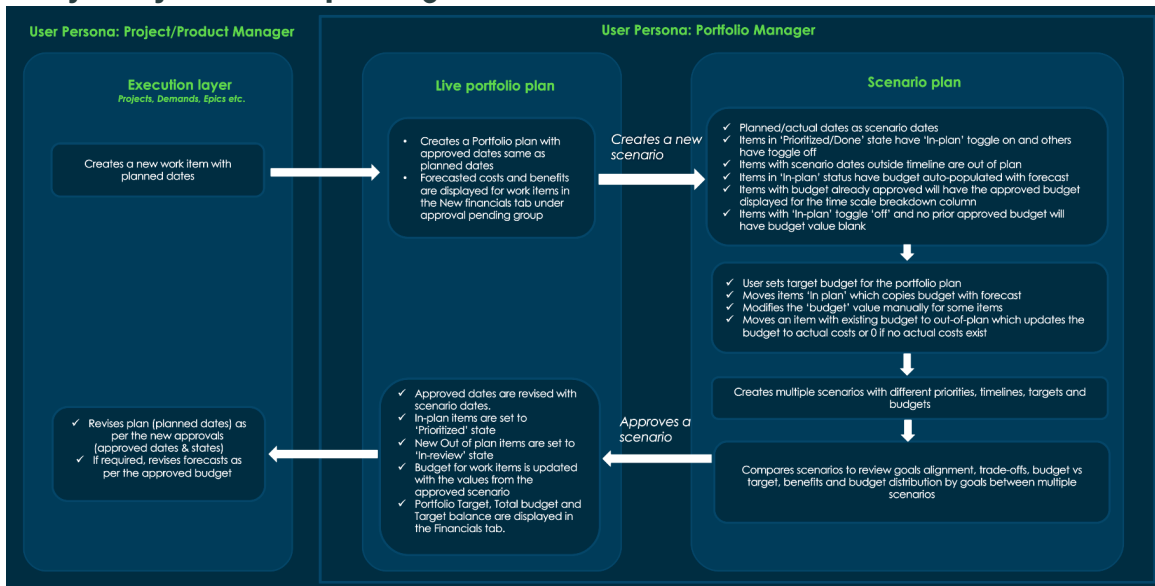 User Persona: Project/Product Manager
User Persona: Portfolio Manager
Execution layer
Projects, Demands, Epics etc.
Creates a new work item with
planned dates
Live portfolio plan
• Creates a Portfolio plan with
approved dates same as
planned dates
• Forecasted costs and benefits
are displayed for work items in
the New financials tab under
approval pending group
Creates a new
scenario
Scenario plan
✓ Planned/actual dates as scenario dates
✓ Items in ‘Prioritized/Done’ state have ‘In-plan’ toggle on and others
have toggle off
✓ Items with scenario dates outside timeline are out of plan
✓ Items in ‘In-plan’ status have budget auto-populated with forecast
✓ Items with budget already approved will have the approved budget
displayed for the time scale breakdown column
✓ Items with ‘In-plan’ toggle ‘off’ and no prior approved budget will
have budget value blank
✓ User sets target budget for the portfolio plan
✓ Moves items ‘In plan’ which copies budget with forecast
✓ Modifies the ‘budget’ value manually for some items
✓ Moves an item with existing budget to out-of-plan which updates the
budget to actual costs or 0 if no actual costs exist
Creates multiple scenarios with different priorities, timelines, targets and
budgets
Compares scenarios to review goals alignment, trade-offs, budget vs
target, benefits and budget distribution by goals between multiple
scenarios
Approves a
scenario
✓ Approved dates are revised with
scenario dates.
✓ In-plan items are set to
‘Prioritized’ state
✓ New Out of plan items are set to
‘In-review’ state
✓ Budget for work items is updated
with the values from the
approved scenario
✓ Portfolio Target, Total budget and
Target balance are displayed in
the Financials tab.
✓ Revises plan (planned dates) as
per the new approvals
(approved dates & states)
✓ If required, revises forecasts as
per the approved budget